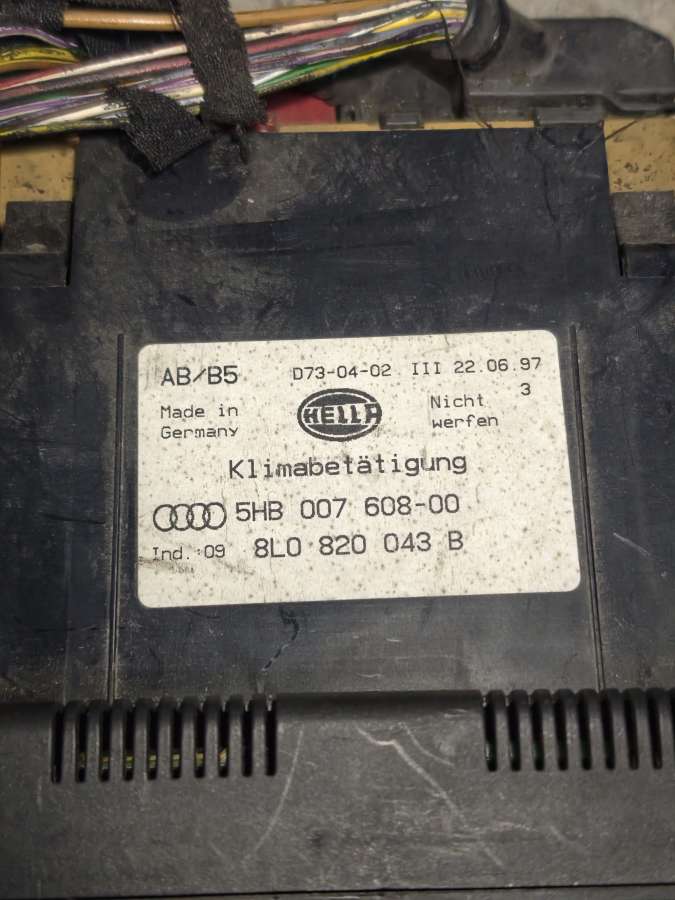 AB/B5 D73-04-02 III 22.06.97
3
Made in Germany
HELLA
Nicht werfen
Klimabetätigung
5HB 007 608-00
Ind.:09 8L0 820 043 B